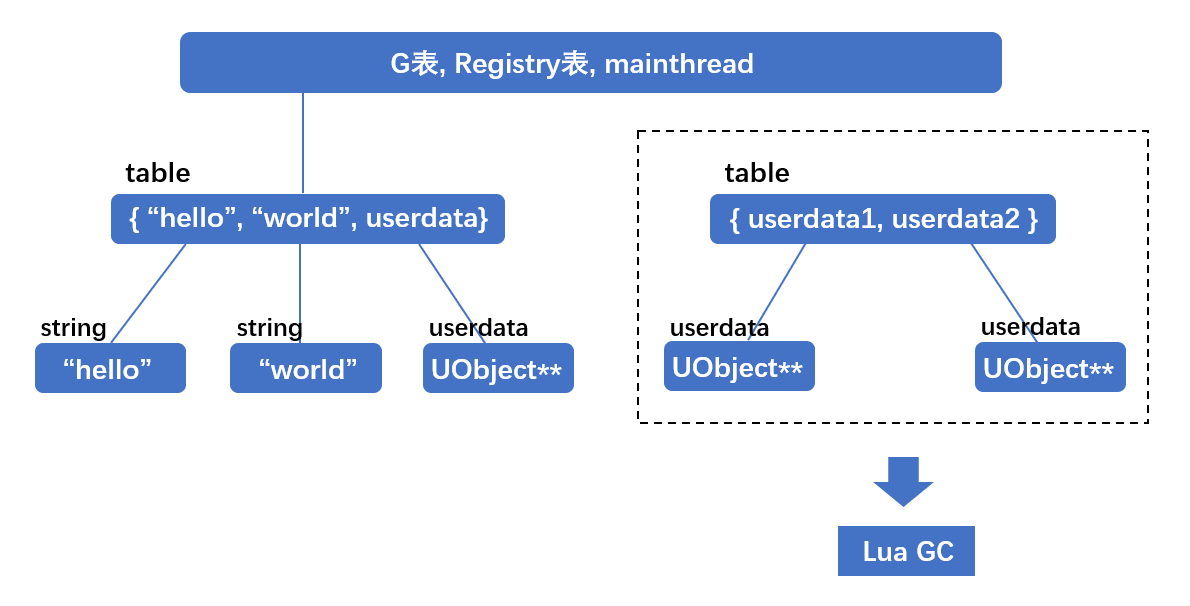 G表, Registry表, mainthread
table
{ “hello”, “world”, userdata}
string
“hello”
string
“world”
userdata
UObject**
table
{ userdata1, userdata2 }
userdata
UObject**
userdata
UObject**
Lua GC